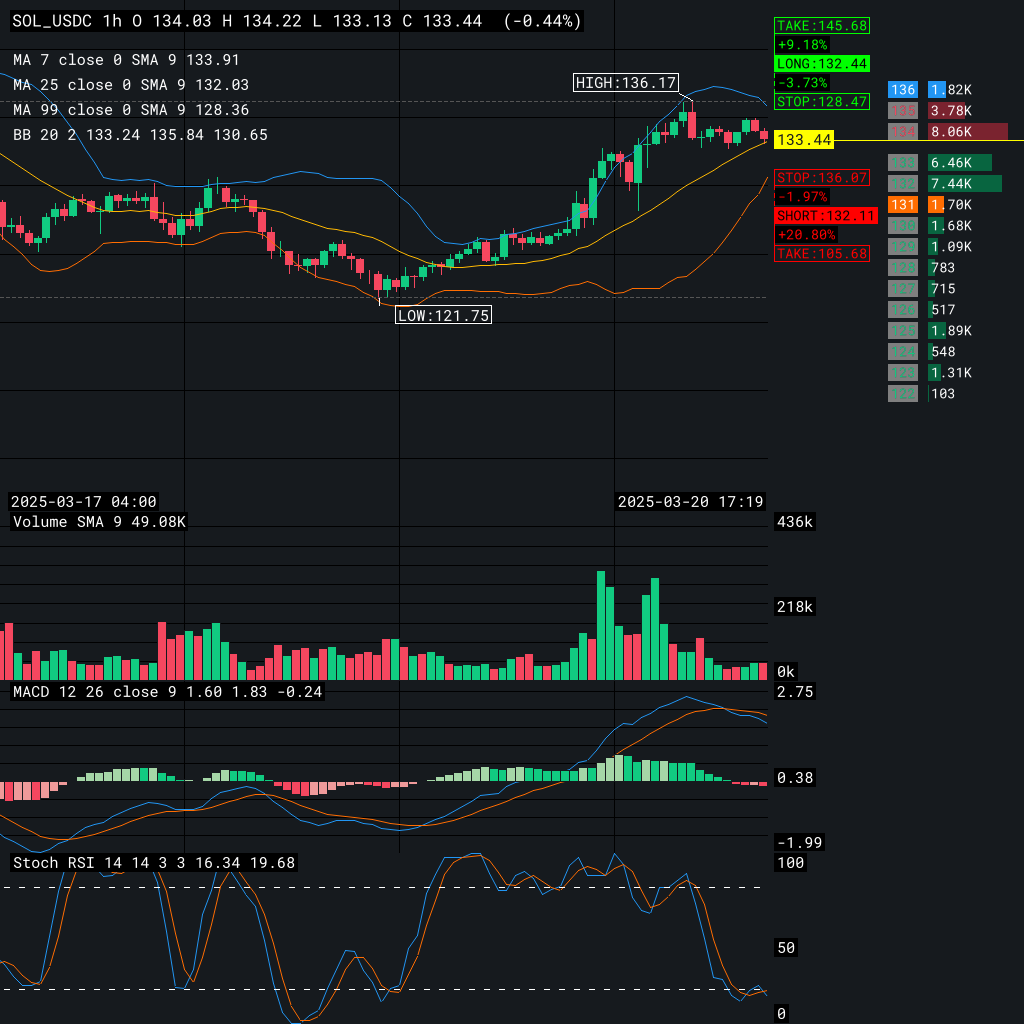 SOL_USDC 1h O 134.03 H 134.22 L 133.13 C 133.44 (-0.44%)
MA 7 close 0 SMA 9 133.91
MA 25 close 0 SMA 9 132.03
MA 99 close 0 SMA 9 128.36
BB 20 2 133.24 135.84 130.65
HIGH:136.17
LOW:121.75
TAKE:145.68
+9.18%
LONG:132.44
-3.73%
STOP:128.47
133.44
STOP:136.07
-1.97%
SHORT:132.11
+20.80%
TAKE:105.68
136 1.82K
135 3.78K
134 8.06K
133 6.46K
132 7.44K
131 1.70K
130 1.68K
129 1.09K
128 783
127 715
126 517
125 1.89K
124 548
123 1.31K
122 103
2025-03-17 04:00
2025-03-20 17:19
Volume SMA 9 49.08K
436k
218k
0k
MACD 12 26 close 9 1.60 1.83 -0.24
2.75
0.38
-1.99
Stoch RSI 14 14 3 3 16.34 19.68
100
50
0